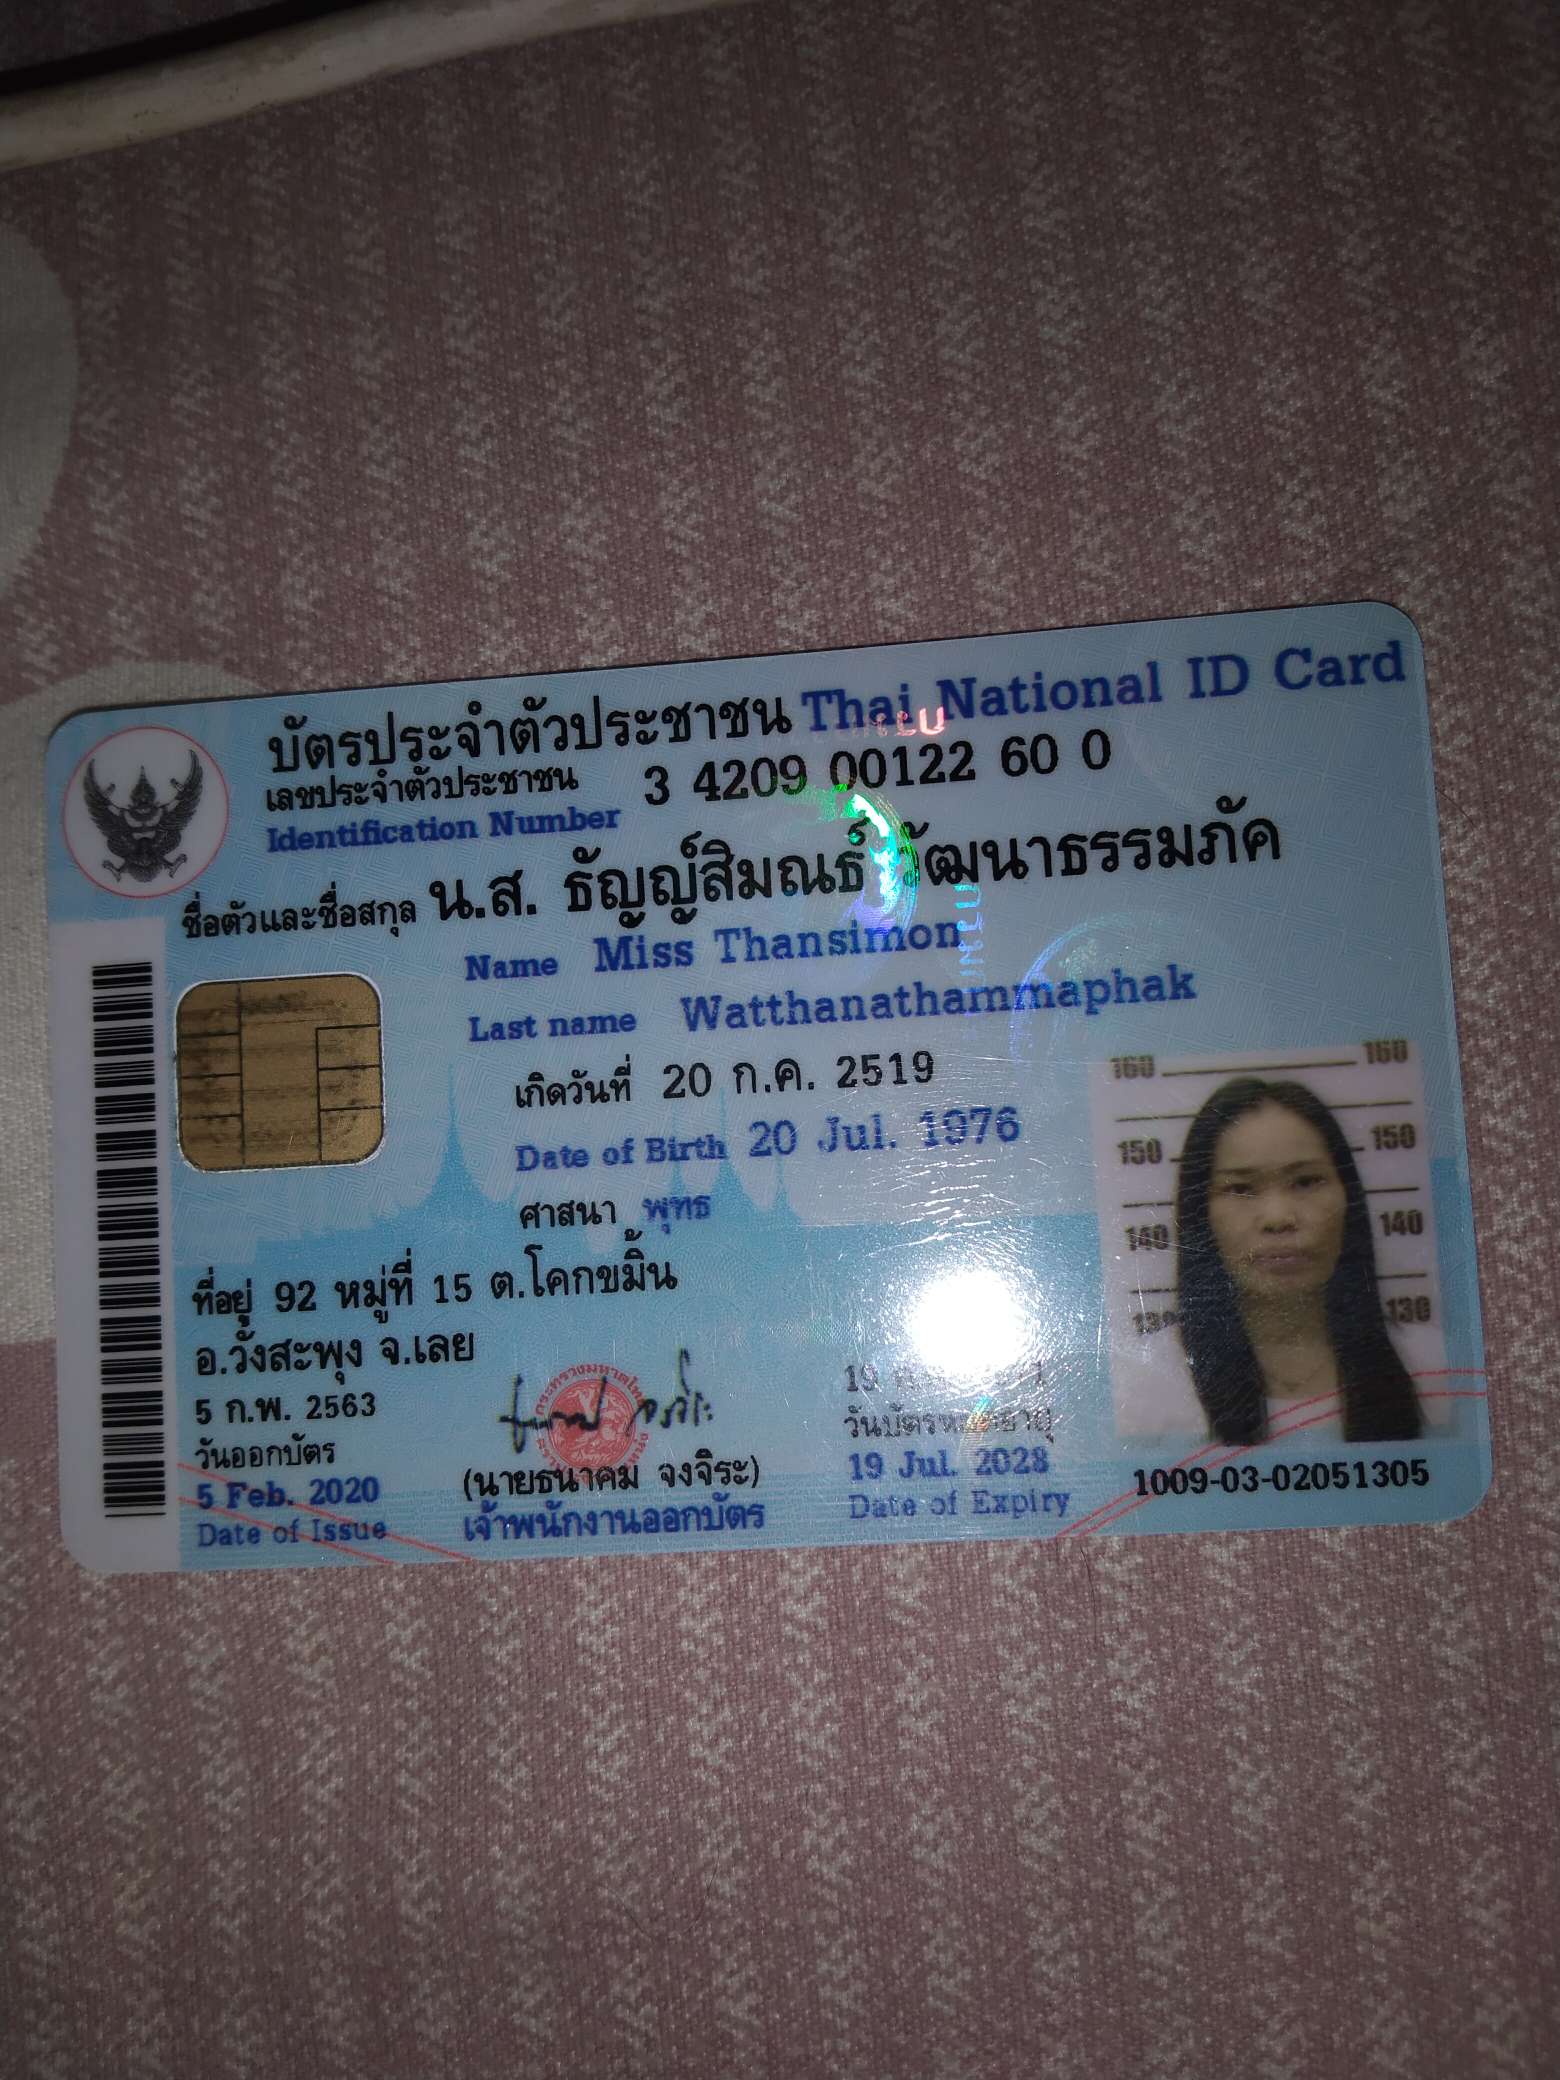 บัตรประจำตัวประชาชน Thai National ID Card
เลขประจำตัวประชาชน 3 4209 00122 60 0
Identification Number
ชื่อตัวและชื่อสกุล น.ส. ธัญญ์สิมณธ์ วัฒนาธรรมภัค
Name Miss Thansimon
Last name Watthanathammaphak
เกิดวันที่ 20 ก.ค. 2519
Date of Birth 20 Jul. 1976
ศาสนา พุทธ
ที่อยู่ 92 หมู่ที่ 15 ต.โคกขมิ้น
อ.วังสะพุง จ.เลย
5 ก.พ. 2563
วันออกบัตร
5 Feb. 2020
Date of Issue
(นายธนาคม จงจิระ)
เจ้าพนักงานออกบัตร
19
วันบัตรหมดอายุ
19 Jul. 2028
Date of Expiry
160 160
150 150
140 140
130 130
1009-03-02051305